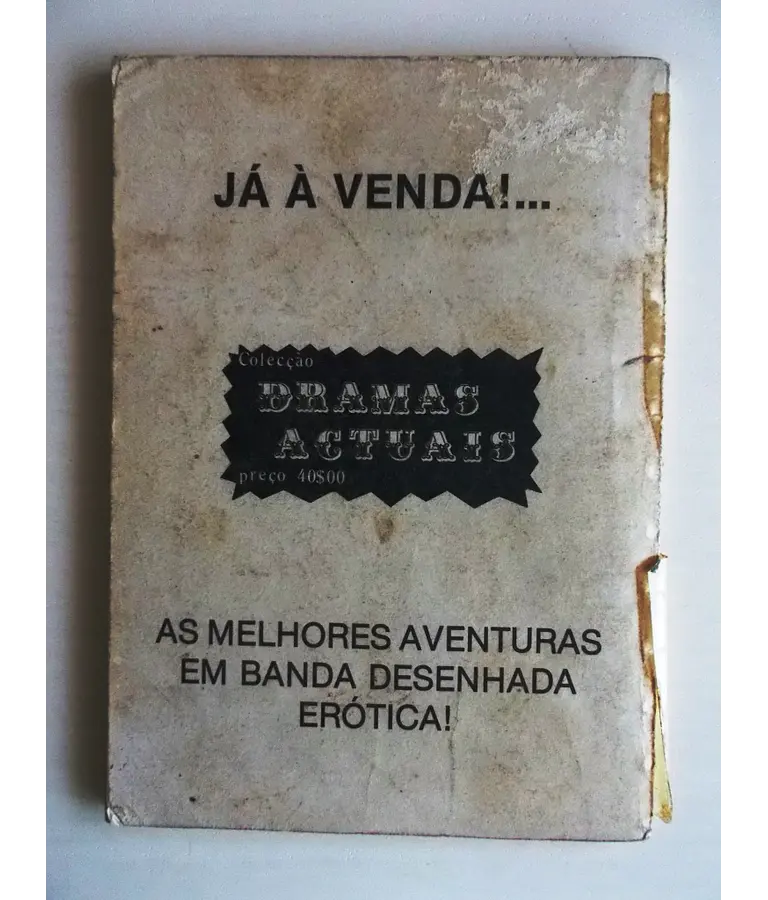 JÁ À VENDA!...
Colecção
DRAMAS
ACTUAIS
preço 40$00
AS MELHORES AVENTURAS
EM BANDA DESENHADA
ERÓTICA!